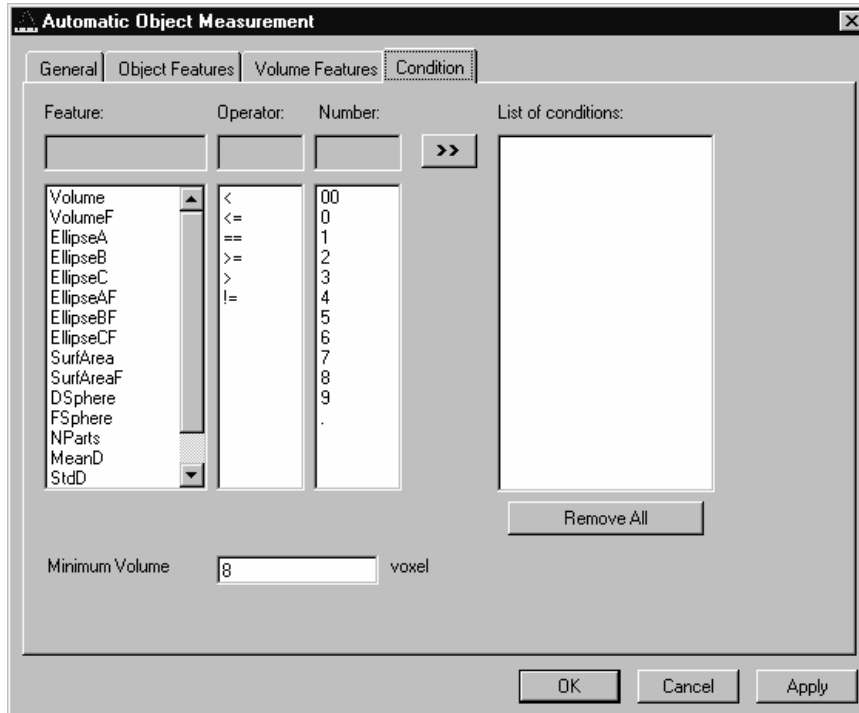 Automatic Object Measurement
General Object Features Volume Features Condition
Feature: Operator: Number: List of conditions:
>>
Volume < 00
VolumeF <= 0
EllipseA == 1
EllipseB >= 2
EllipseC > 3
EllipseAF != 4
EllipseBF 5
EllipseCF 6
SurfArea 7
SurfAreaF 8
DSphere 9
FSphere .
NParts
MeanD
StdD
Remove All
Minimum Volume 8 voxel
OK Cancel Apply